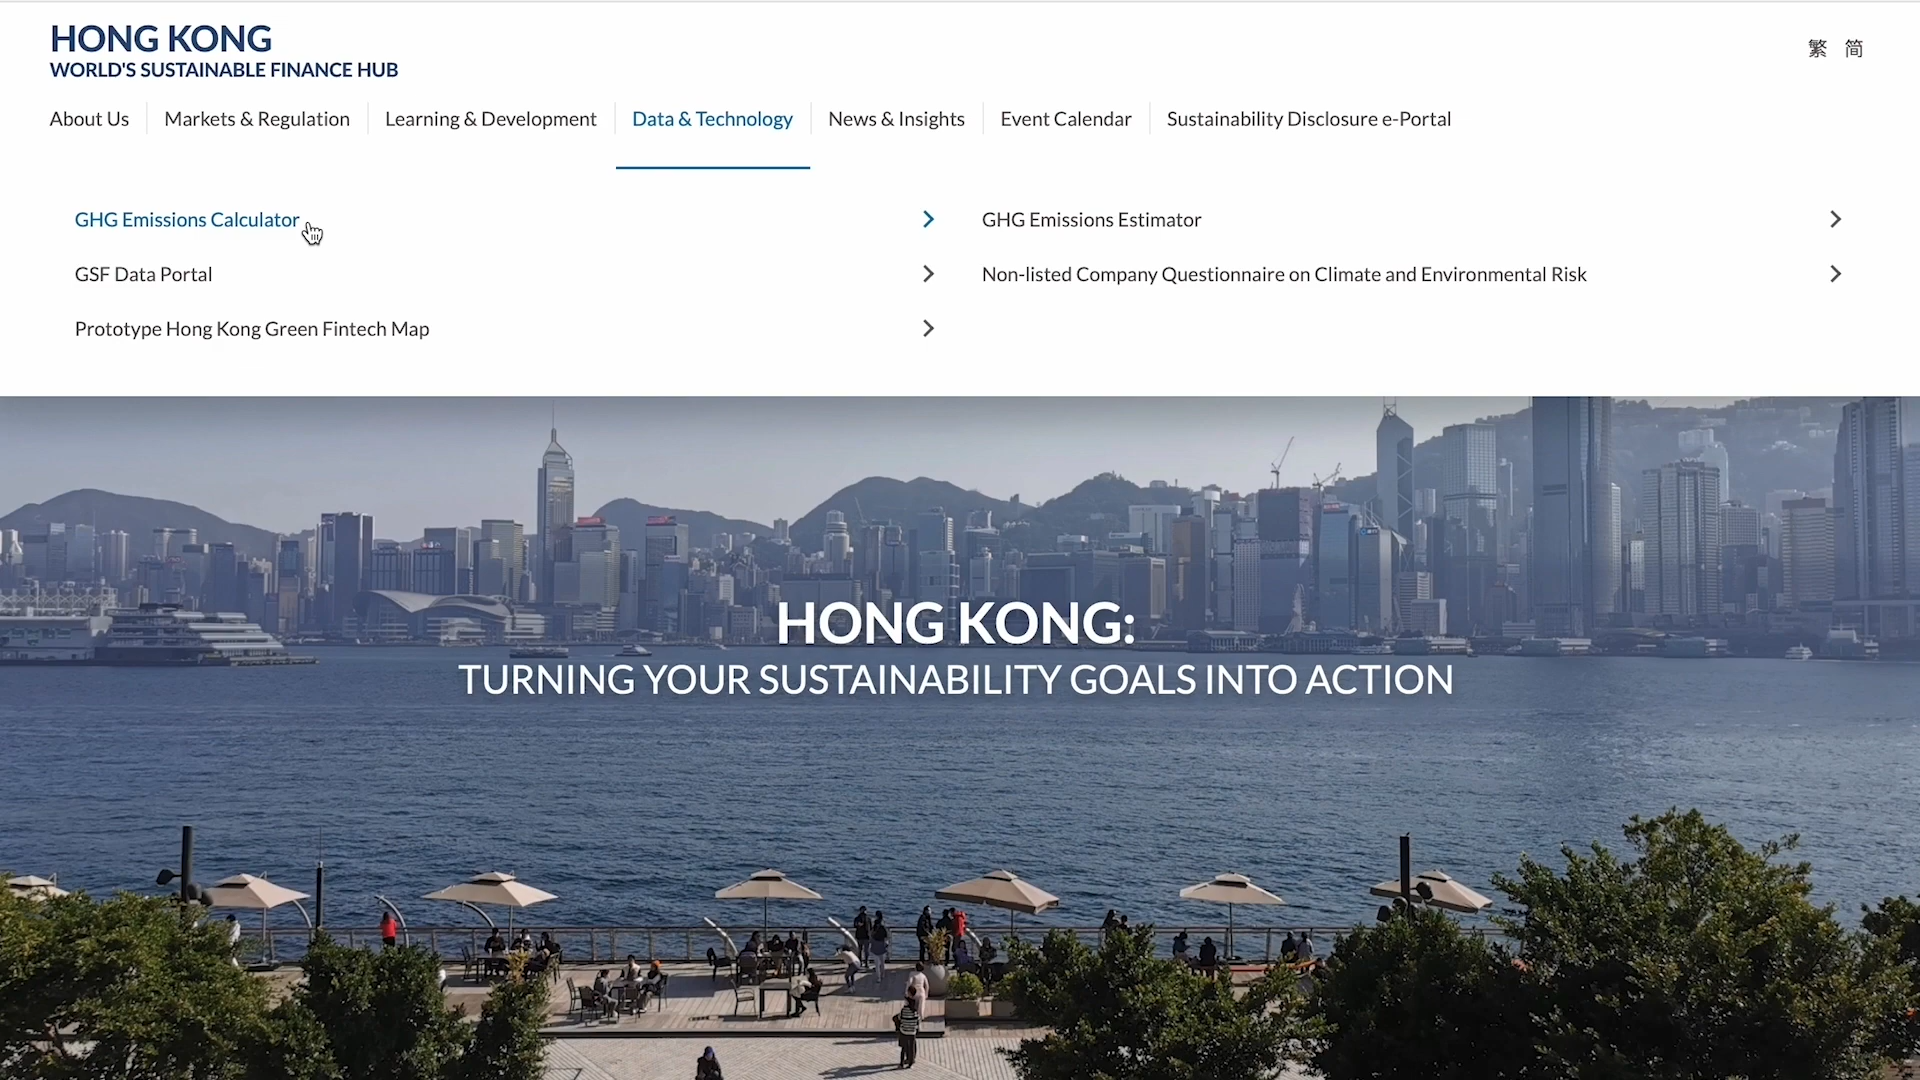 HONG KONG
WORLD'S SUSTAINABLE FINANCE HUB
繁 简
About Us
Markets & Regulation
Learning & Development
Data & Technology
News & Insights
Event Calendar
Sustainability Disclosure e-Portal
GHG Emissions Calculator
GHG Emissions Estimator
GSF Data Portal
Non-listed Company Questionnaire on Climate and Environmental Risk
Prototype Hong Kong Green Fintech Map
HONG KONG:
TURNING YOUR SUSTAINABILITY GOALS INTO ACTION